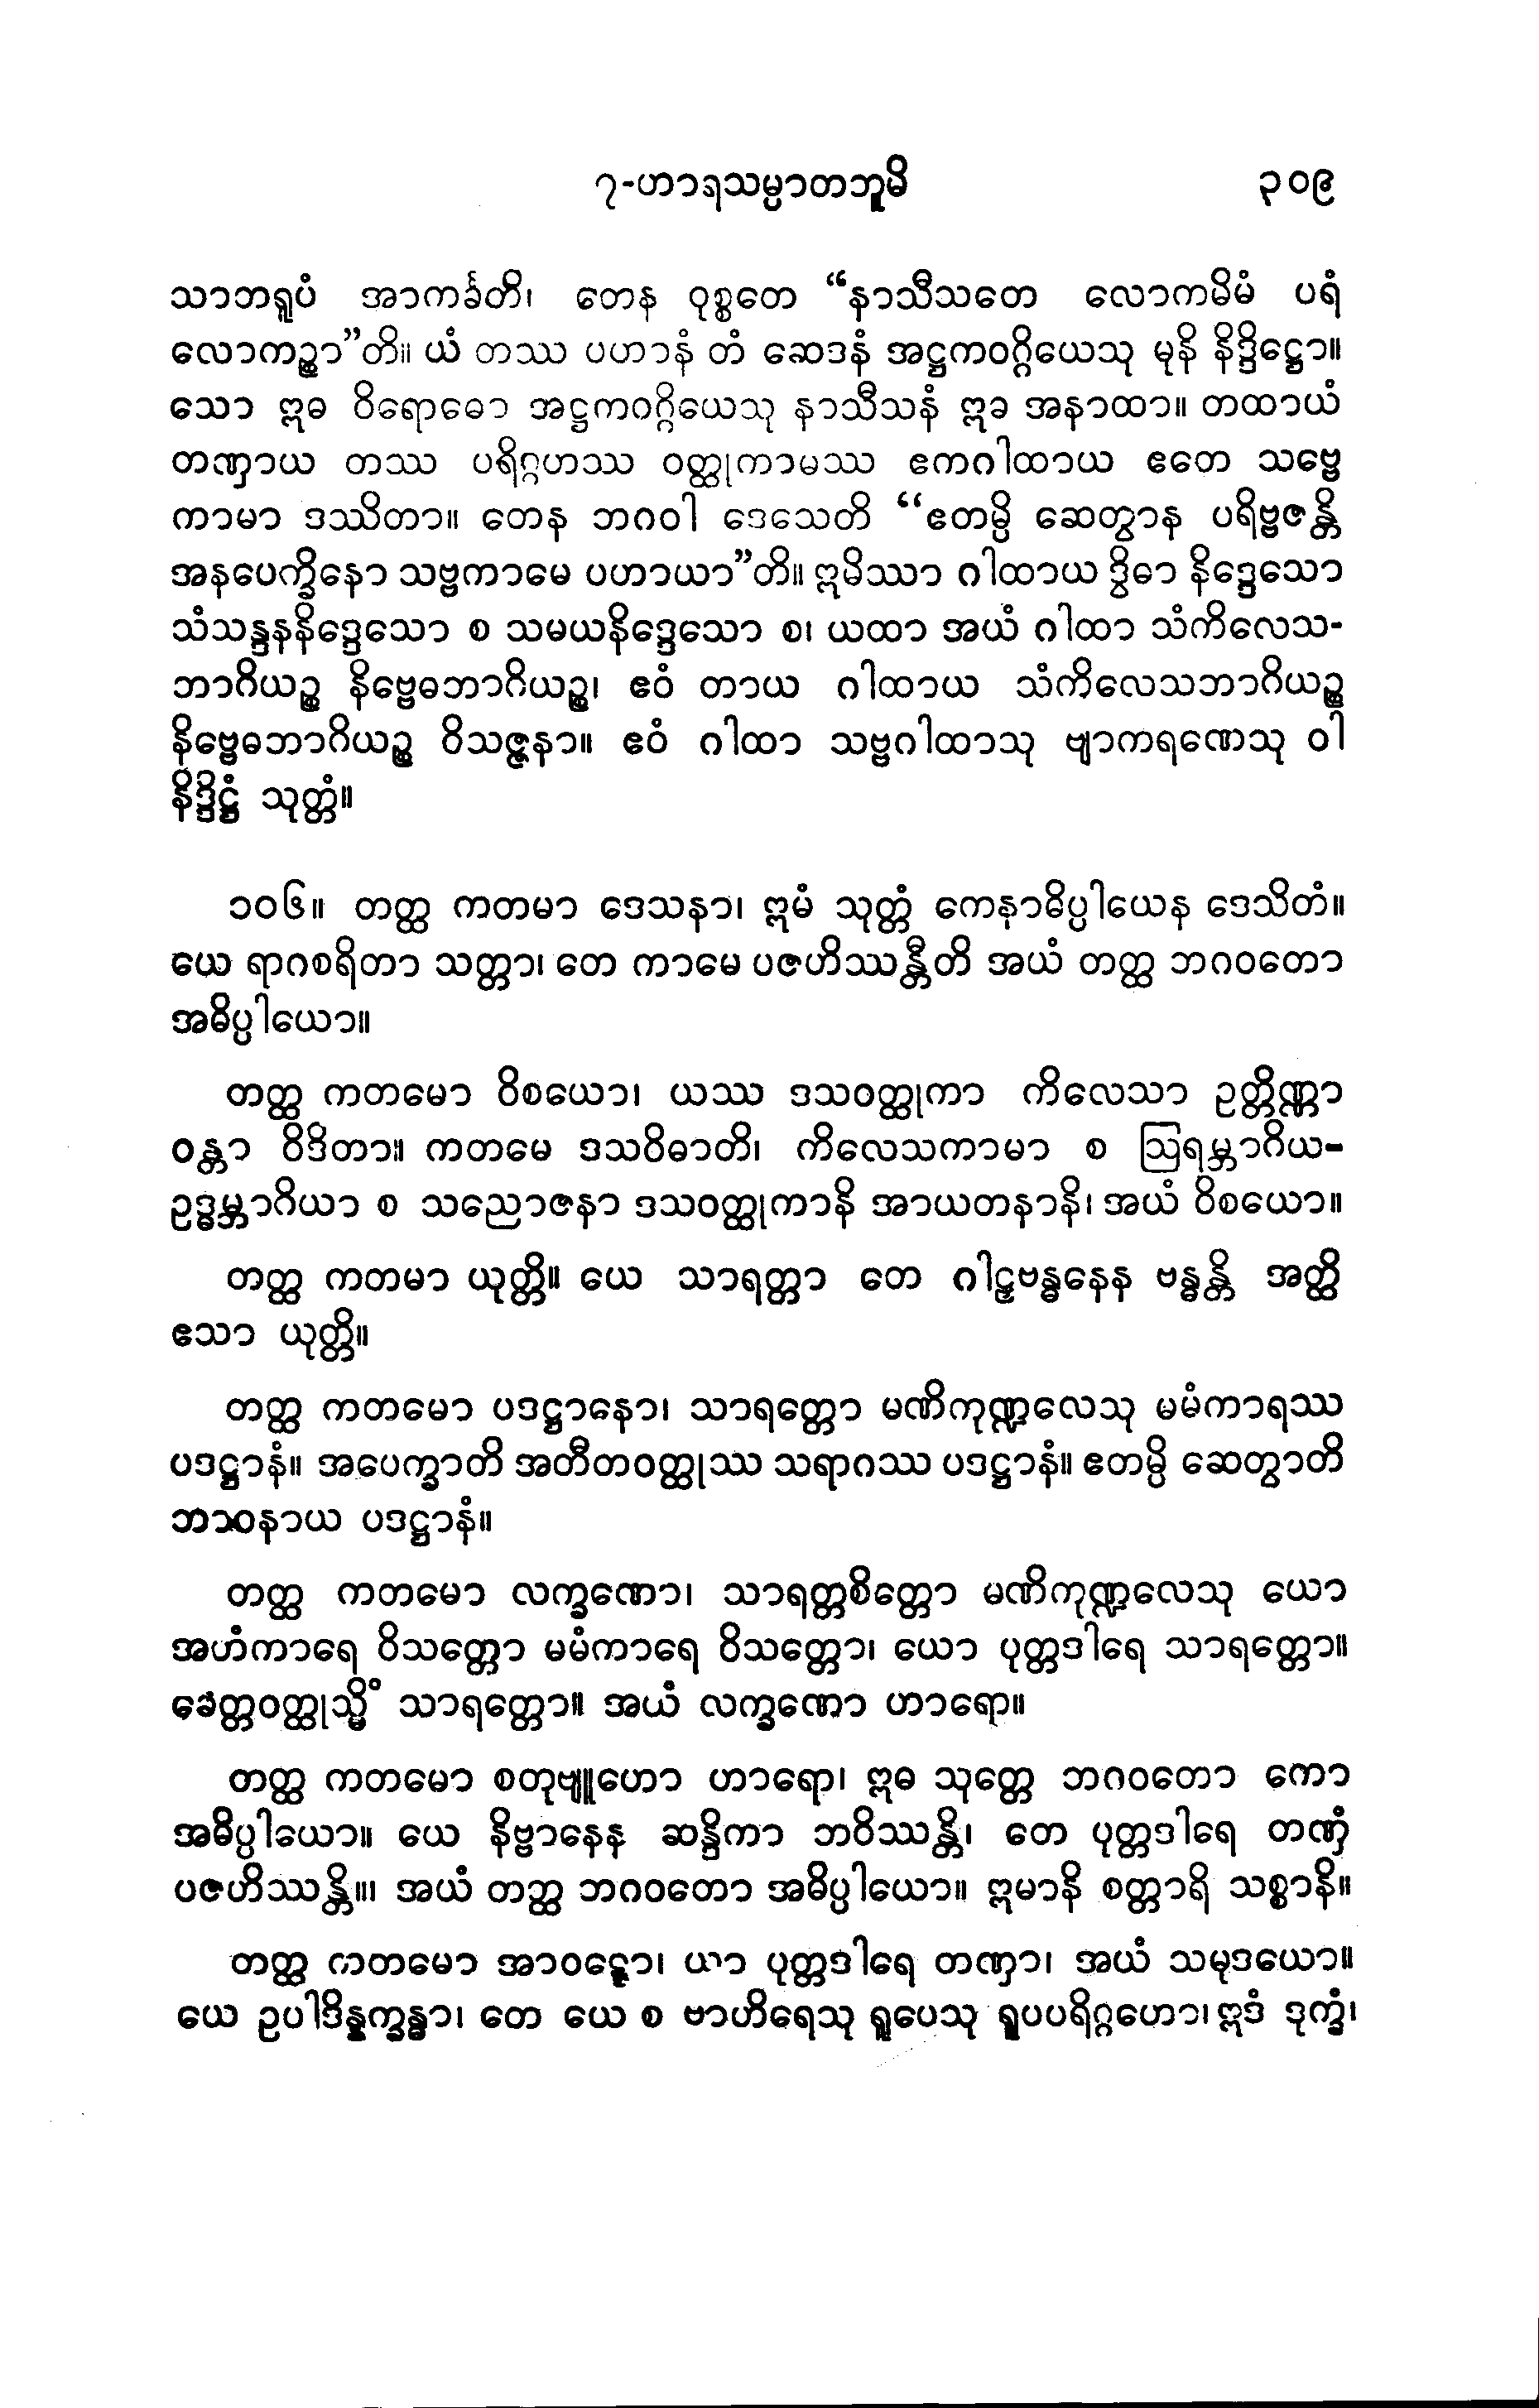 ၇-ဟာရသမ္ပာတဘူမိ ၃၀၉
သာဘရူပံ အာကင်္ခတိ၊ တေန ဝုစ္စတေ “နာသီသတေ လောကမိမံ ပရံ
လောကဉ္စာ”တိ။ ယံ တဿ ပဟာနံ တံ ဆေဒနံ အဋ္ဌကဝဂ္ဂိယေသု မုနိ နိဒ္ဒိဋ္ဌော။
သော ဣဓ ဝိရောဓော အဋ္ဌကဝဂ္ဂိယေသု နာသီသနံ ဣခ အနာထာ။ တထာယံ
တဏှာယ တဿ ပရိဂ္ဂဟဿ ဝတ္ထုကာမဿ ဧကဂါထာယ ဧတေ သဗ္ဗေ
ကာမာ ဒဿိတာ။ တေန ဘဂဝါ ဒေသေတိ “ဧတမ္ပိ ဆေတွာန ပရိဗ္ဗဇန္တိ
အနပေက္ခိနော သဗ္ဗကာမေ ပဟာယာ”တိ။ ဣမိဿာ ဂါထာယ ဒွိဓာ နိဒ္ဒေသော
သံသန္ဒနနိဒ္ဒေသော စ သမယနိဒ္ဒေသော စ၊ ယထာ အယံ ဂါထာ သံကိလေသ-
ဘာဂိယဉ္စ နိဗ္ဗေဓဘာဂိယဉ္စ၊ ဧဝံ တာယ ဂါထာယ သံကိလေသဘာဂိယဉ္စ
နိဗ္ဗေဓဘာဂိယဉ္စ ဝိသဇ္ဇနာ။ ဧဝံ ဂါထာ သဗ္ဗဂါထာသု ဗျာကရဏေသု ဝါ
နိဒ္ဒိဋ္ဌံ သုတ္တံ။
၁၀၆။ တတ္ထ ကတမာ ဒေသနာ၊ ဣမံ သုတ္တံ ကေနာဓိပ္ပါယေန ဒေသိတံ။
ယေ ရာဂစရိတာ သတ္တာ၊ တေ ကာမေ ပဇဟိဿန္တီတိ အယံ တတ္ထ ဘဂဝတော
အဓိပ္ပါယော။
တတ္ထ ကတမော ဝိစယော၊ ယဿ ဒသဝတ္ထုကာ ကိလေသာ ဥတ္တိဏ္ဏာ
ဝန္တာ ဝိဒိတာ။ ကတမေ ဒသဝိဓာတိ၊ ကိလေသကာမာ စ ဩရမ္ဘာဂိယ-
ဥဒ္ဓမ္ဘာဂိယာ စ သညောဇနာ ဒသဝတ္ထုကာနိ အာယတနာနိ၊ အယံ ဝိစယော။
တတ္ထ ကတမာ ယုတ္တိ။ ယေ သာရတ္တာ တေ ဂါဠှဗန္ဓနေန ဗန္ဓန္တိ အတ္ထိ
ဧသာ ယုတ္တိ။
တတ္ထ ကတမော ပဒဋ္ဌာနော၊ သာရတ္တော မဏိကုဏ္ဍလေသု မမံကာရဿ
ပဒဋ္ဌာနံ။ အပေက္ခာတိ အတီတဝတ္ထုဿ သရာဂဿ ပဒဋ္ဌာနံ။ ဧတမ္ပိ ဆေတွာတိ
ဘာဝနာယ ပဒဋ္ဌာနံ။
တတ္ထ ကတမော လက္ခဏော၊ သာရတ္တစိတ္တော မဏိကုဏ္ဍလေသု ယော
အဟံကာရေ ဝိသတ္တော မမံကာရေ ဝိသတ္တော၊ ယော ပုတ္တဒါရေ သာရတ္တော။
ခေတ္တဝတ္ထုသ္မိံ သာရတ္တော။ အယံ လက္ခဏော ဟာရော။
တတ္ထ ကတမော စတုဗျူဟော ဟာရော၊ ဣဓ သုတ္တေ ဘဂဝတော ကော
အဓိပ္ပါယော။ ယေ နိဗ္ဗာနေန ဆန္ဒိကာ ဘဝိဿန္တိ၊ တေ ပုတ္တဒါရေ တဏှံ
ပဇဟိဿန္တိ။၊ အယံ တတ္ထ ဘဂဝတော အဓိပ္ပါယော။ ဣမာနိ စတ္တာရိ သစ္စာနိ။
တတ္ထ ကတမော အာဝဋ္ဋော၊ ယာ ပုတ္တဒါရေ တဏှာ၊ အယံ သမုဒယော။
ယေ ဥပါဒိန္နက္ခန္ဓာ၊ တေ ယေ စ ဗာဟိရေသု ရူပေသု ရူပပရိဂ္ဂဟော၊ ဣဒံ ဒုက္ခံ၊